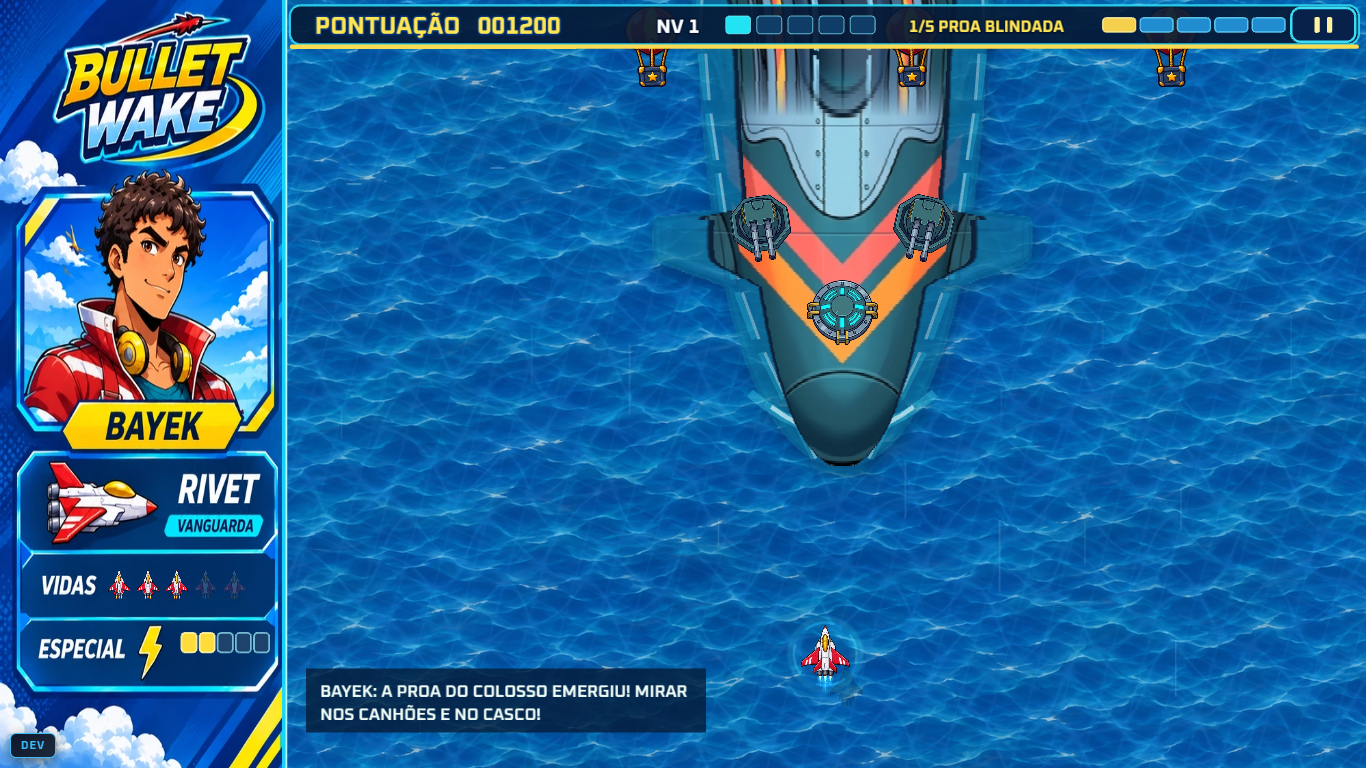 BULLET
WAKE
PONTUAÇÃO 001200
NV 1
1/5 PROA BLINDADA
BAYEK
RIVET
VANGUARDA
VIDAS
ESPECIAL
BAYEK: A PROA DO COLOSSO EMERGIU! MIRAR
NOS CANHÕES E NO CASCO!
DEV